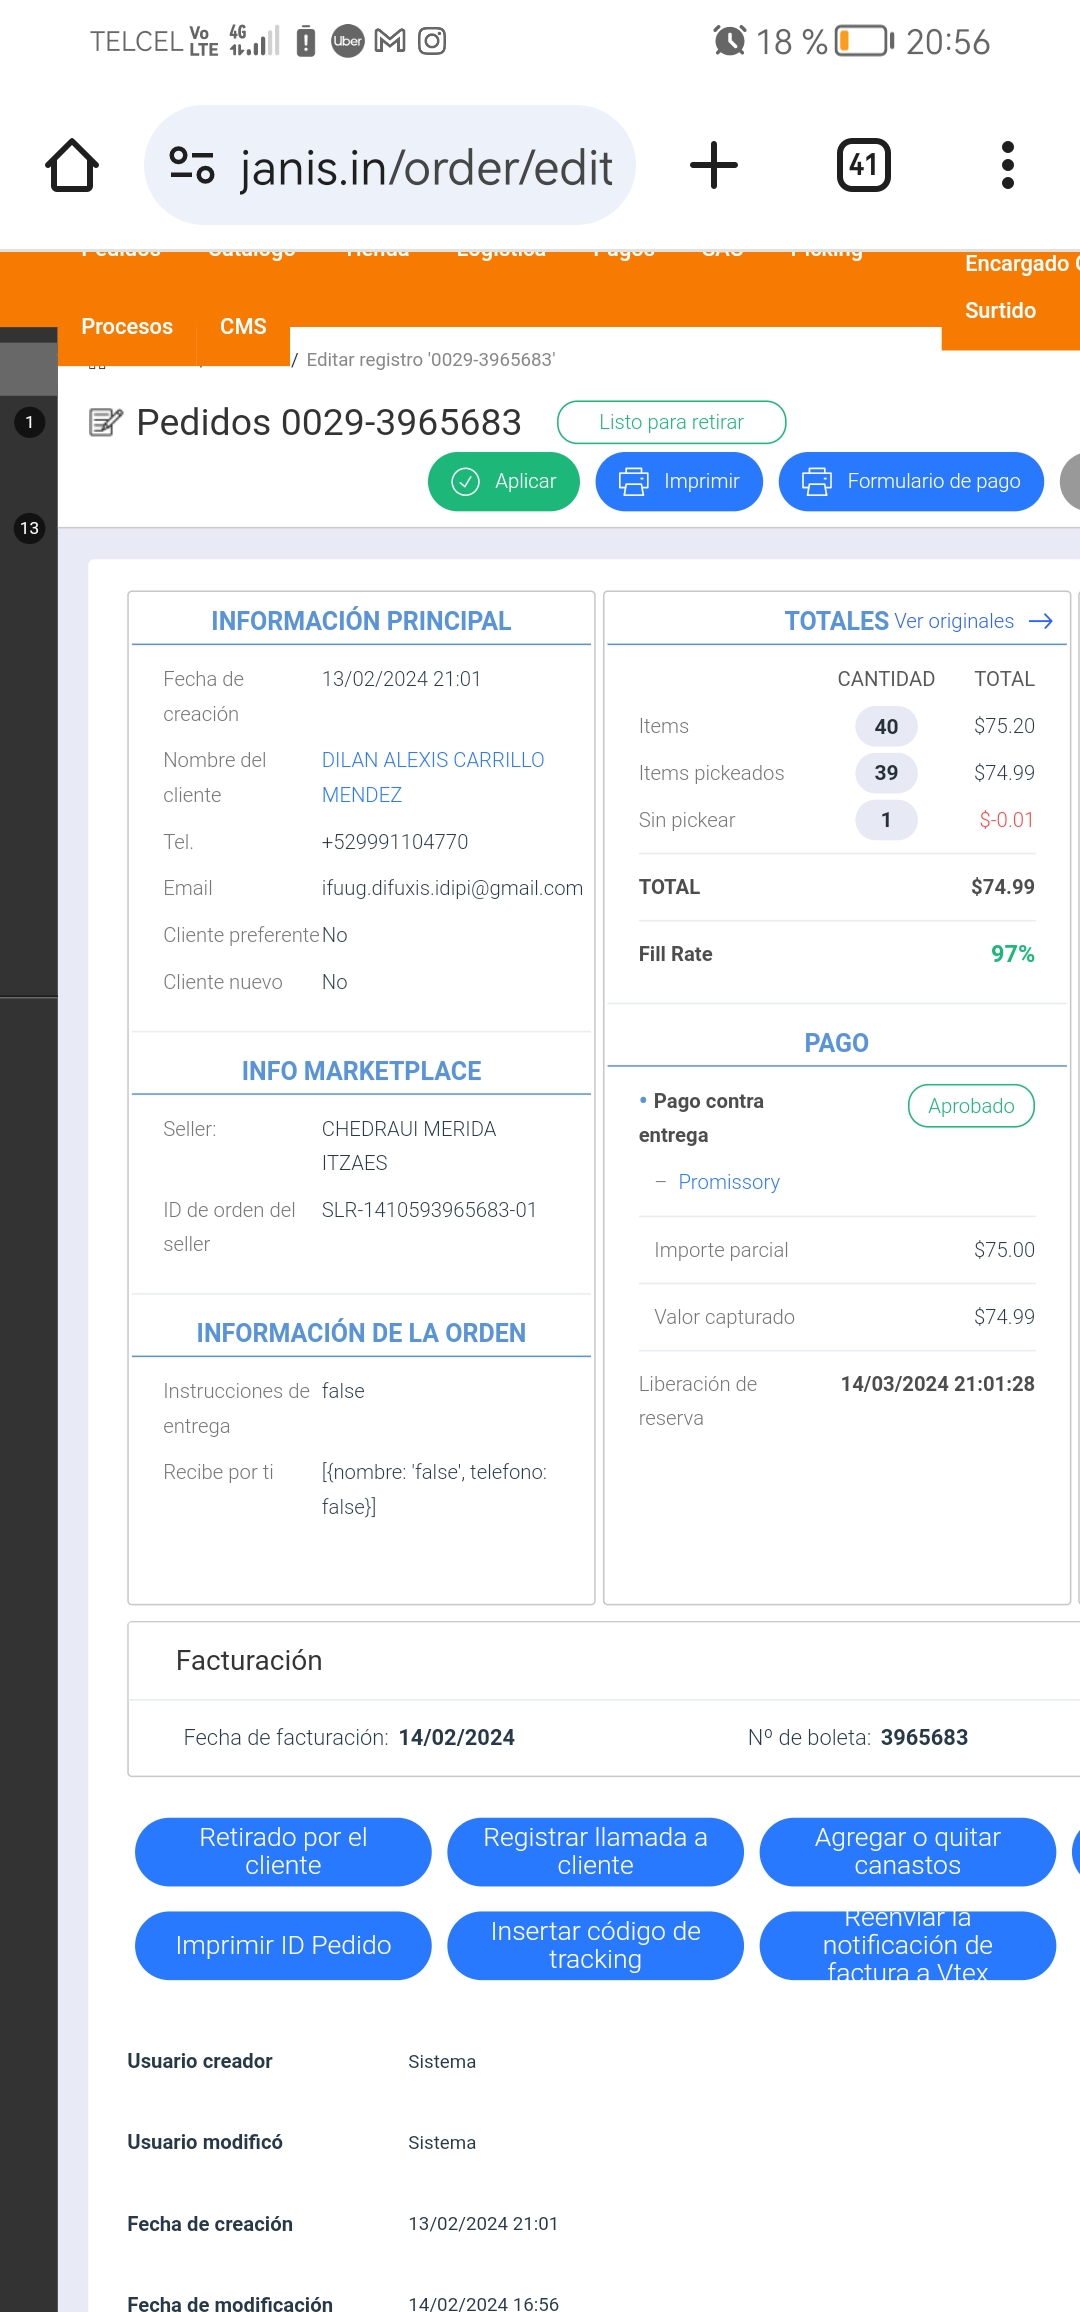 TELCEL Vo LTE 4G Uber 18 % 20:56
janis.in/order/edit 41
Pedidos Catálogo Tienda Logística Pagos SAC Picking Encargado
Procesos CMS Surtido
/ Editar registro '0029-3965683'
1
Pedidos 0029-3965683 Listo para retirar
Aplicar Imprimir Formulario de pago
13
INFORMACIÓN PRINCIPAL
Fecha de creación 13/02/2024 21:01
Nombre del cliente DILAN ALEXIS CARRILLO MENDEZ
Tel. +529991104770
Email ifuug.difuxis.idipi@gmail.com
Cliente preferente No
Cliente nuevo No
INFO MARKETPLACE
Seller: CHEDRAUI MERIDA ITZAES
ID de orden del seller SLR-1410593965683-01
INFORMACIÓN DE LA ORDEN
Instrucciones de entrega false
Recibe por ti [{nombre: 'false', telefono: false}]
TOTALES Ver originales
CANTIDAD TOTAL
Items 40 $75.20
Items pickeados 39 $74.99
Sin pickear 1 $-0.01
TOTAL $74.99
Fill Rate 97%
PAGO
• Pago contra entrega Aprobado
– Promissory
Importe parcial $75.00
Valor capturado $74.99
Liberación de reserva 14/03/2024 21:01:28
Facturación
Fecha de facturación: 14/02/2024 Nº de boleta: 3965683
Retirado por el cliente
Registrar llamada a cliente
Agregar o quitar canastos
Imprimir ID Pedido
Insertar código de tracking
Reenviar la notificación de factura a Vtex
Usuario creador Sistema
Usuario modificó Sistema
Fecha de creación 13/02/2024 21:01
Fecha de modificación 14/02/2024 16:56